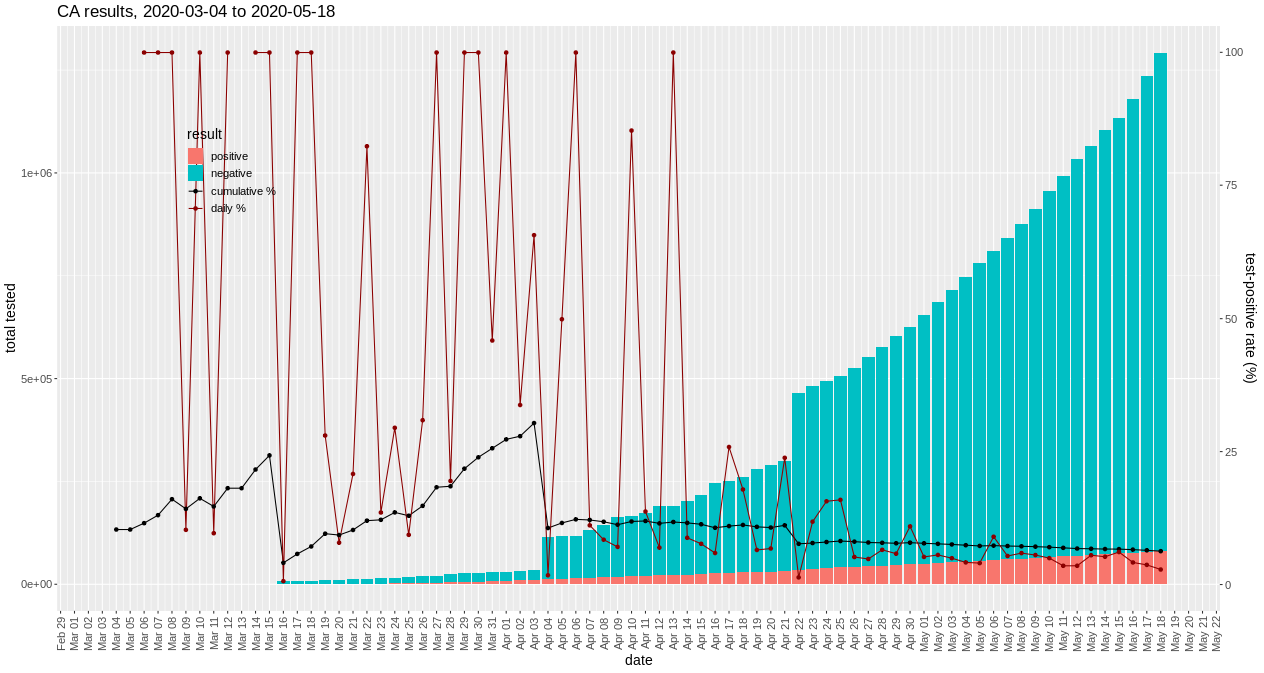 CA results, 2020-03-04 to 2020-05-18
total tested
1e+06
5e+05
0e+00
result
positive
negative
cumulative %
daily %
100
75
50
25
0
test-positive rate (%)
Feb 29
Mar 01
Mar 02
Mar 03
Mar 04
Mar 05
Mar 06
Mar 07
Mar 08
Mar 09
Mar 10
Mar 11
Mar 12
Mar 13
Mar 14
Mar 15
Mar 16
Mar 17
Mar 18
Mar 19
Mar 20
Mar 21
Mar 22
Mar 23
Mar 24
Mar 25
Mar 26
Mar 27
Mar 28
Mar 29
Mar 30
Mar 31
Apr 01
Apr 02
Apr 03
Apr 04
Apr 05
Apr 06
Apr 07
Apr 08
Apr 09
Apr 10
Apr 11
Apr 12
Apr 13
Apr 14
Apr 15
Apr 16
Apr 17
Apr 18
Apr 19
Apr 20
Apr 21
Apr 22
Apr 23
Apr 24
Apr 25
Apr 26
Apr 27
Apr 28
Apr 29
Apr 30
May 01
May 02
May 03
May 04
May 05
May 06
May 07
May 08
May 09
May 10
May 11
May 12
May 13
May 14
May 15
May 16
May 17
May 18
May 19
May 20
May 21
May 22
date